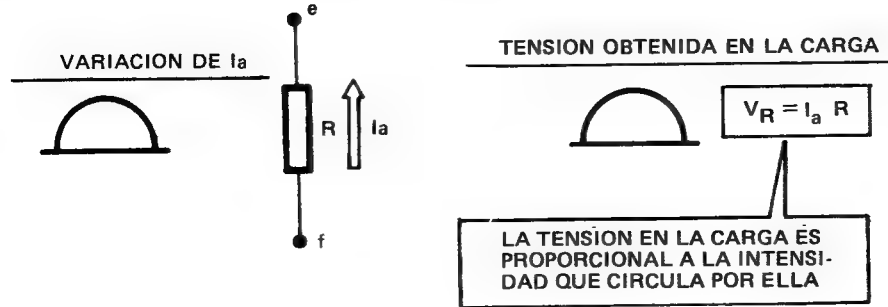 VARIACION DE Ia
e
R
Ia
f
TENSION OBTENIDA EN LA CARGA
VR = Ia R
LA TENSION EN LA CARGA ES
PROPORCIONAL A LA INTENSI-
DAD QUE CIRCULA POR ELLA